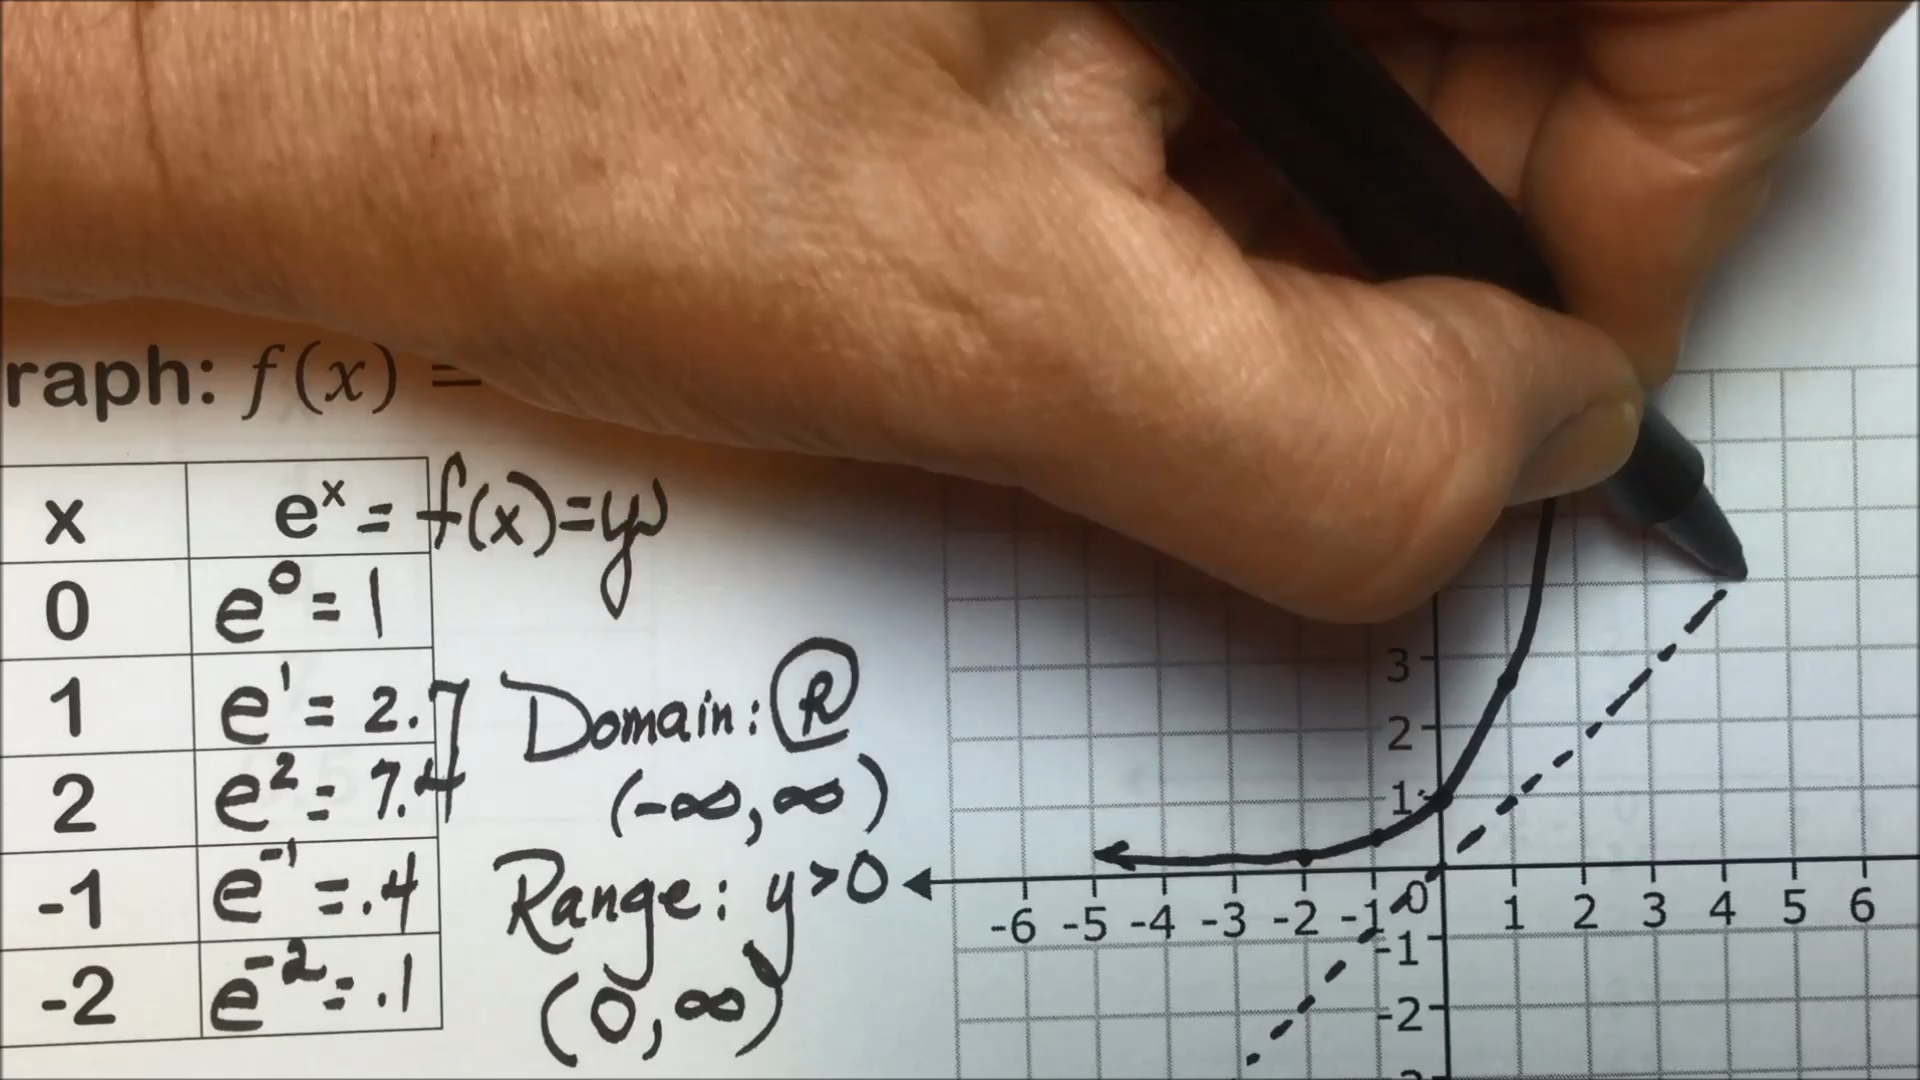 raph: f(x) =
x eˣ = f(x)=y
0 e⁰ = 1
1 e¹ = 2.7
2 e² = 7.4
-1 e⁻¹ = .4
-2 e⁻² = .1
Domain: ℝ
(-∞, ∞)
Range: y>0
(0, ∞)
3
2
1
-6 -5 -4 -3 -2 -1 0 1 2 3 4 5 6
-1
-2